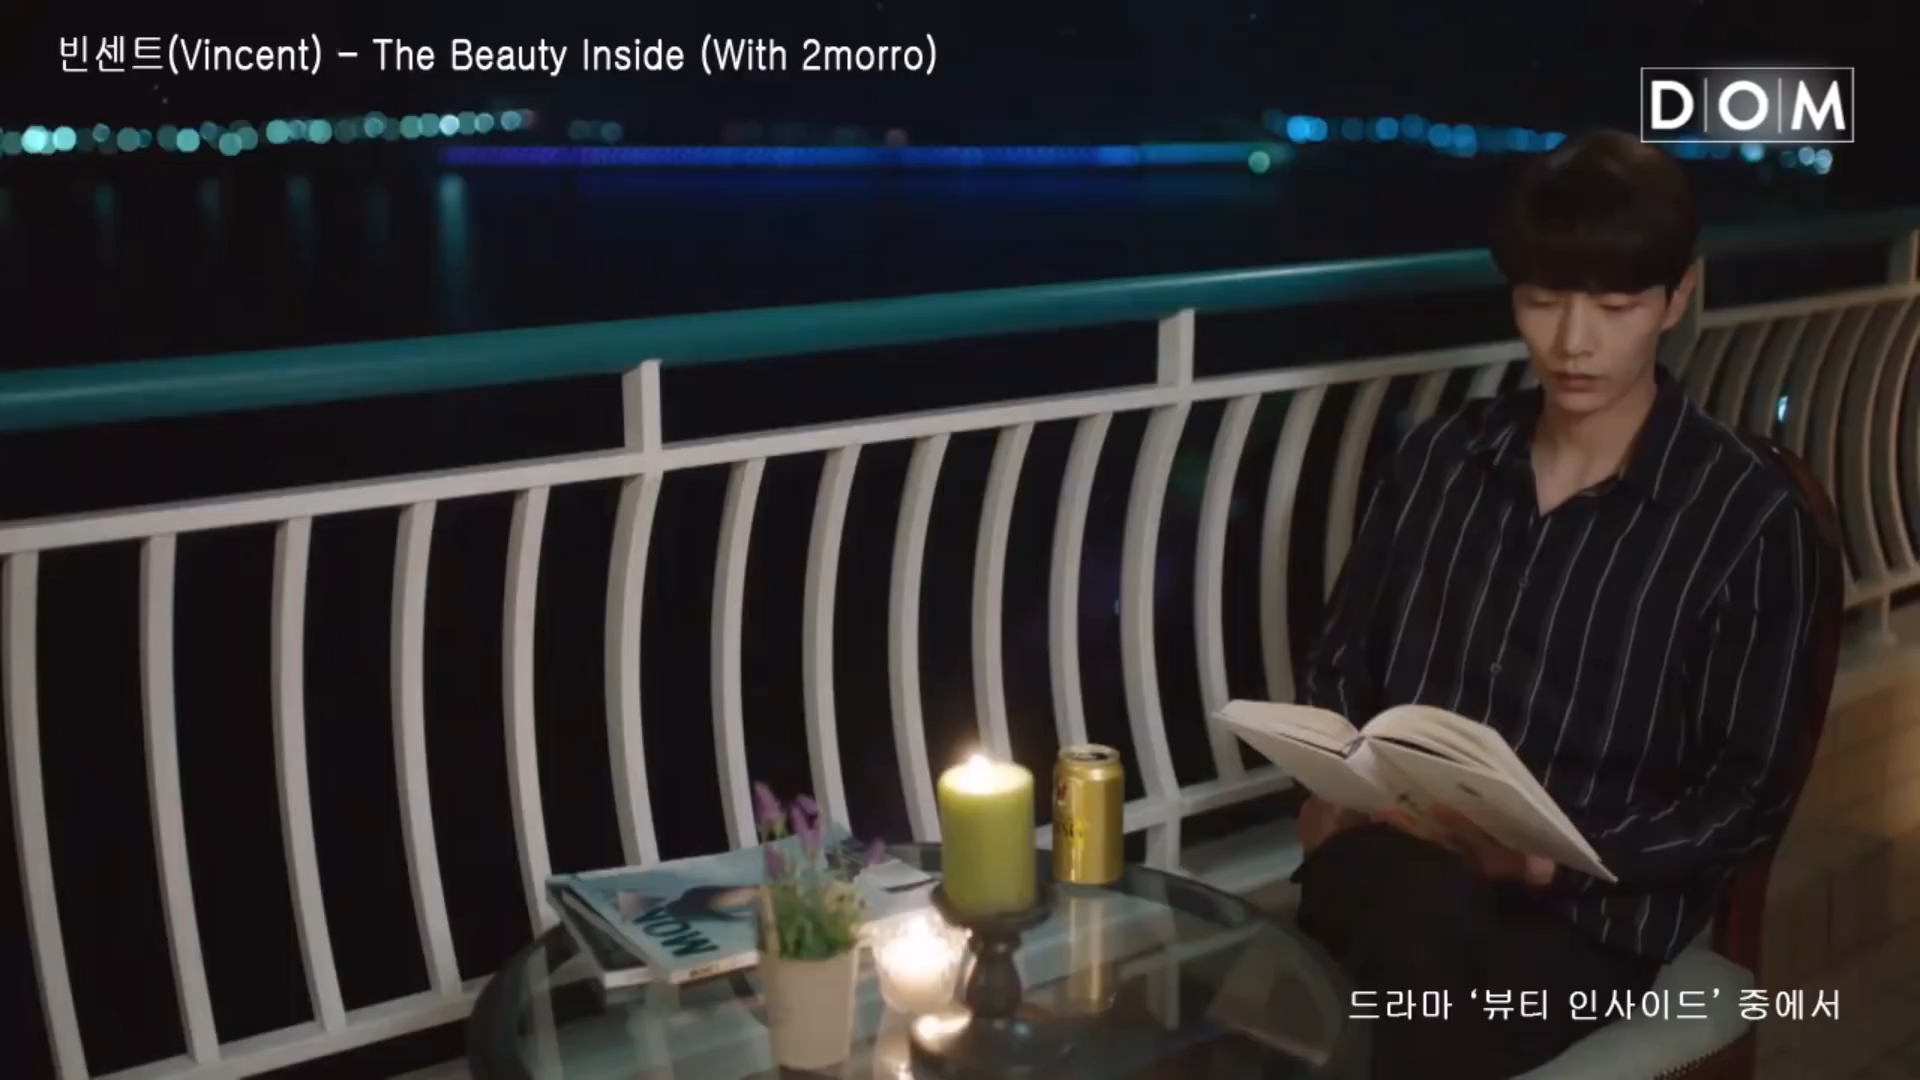 빈센트(Vincent) – The Beauty Inside (With 2morro)
DOM
드라마 ‘뷰티 인사이드’ 중에서